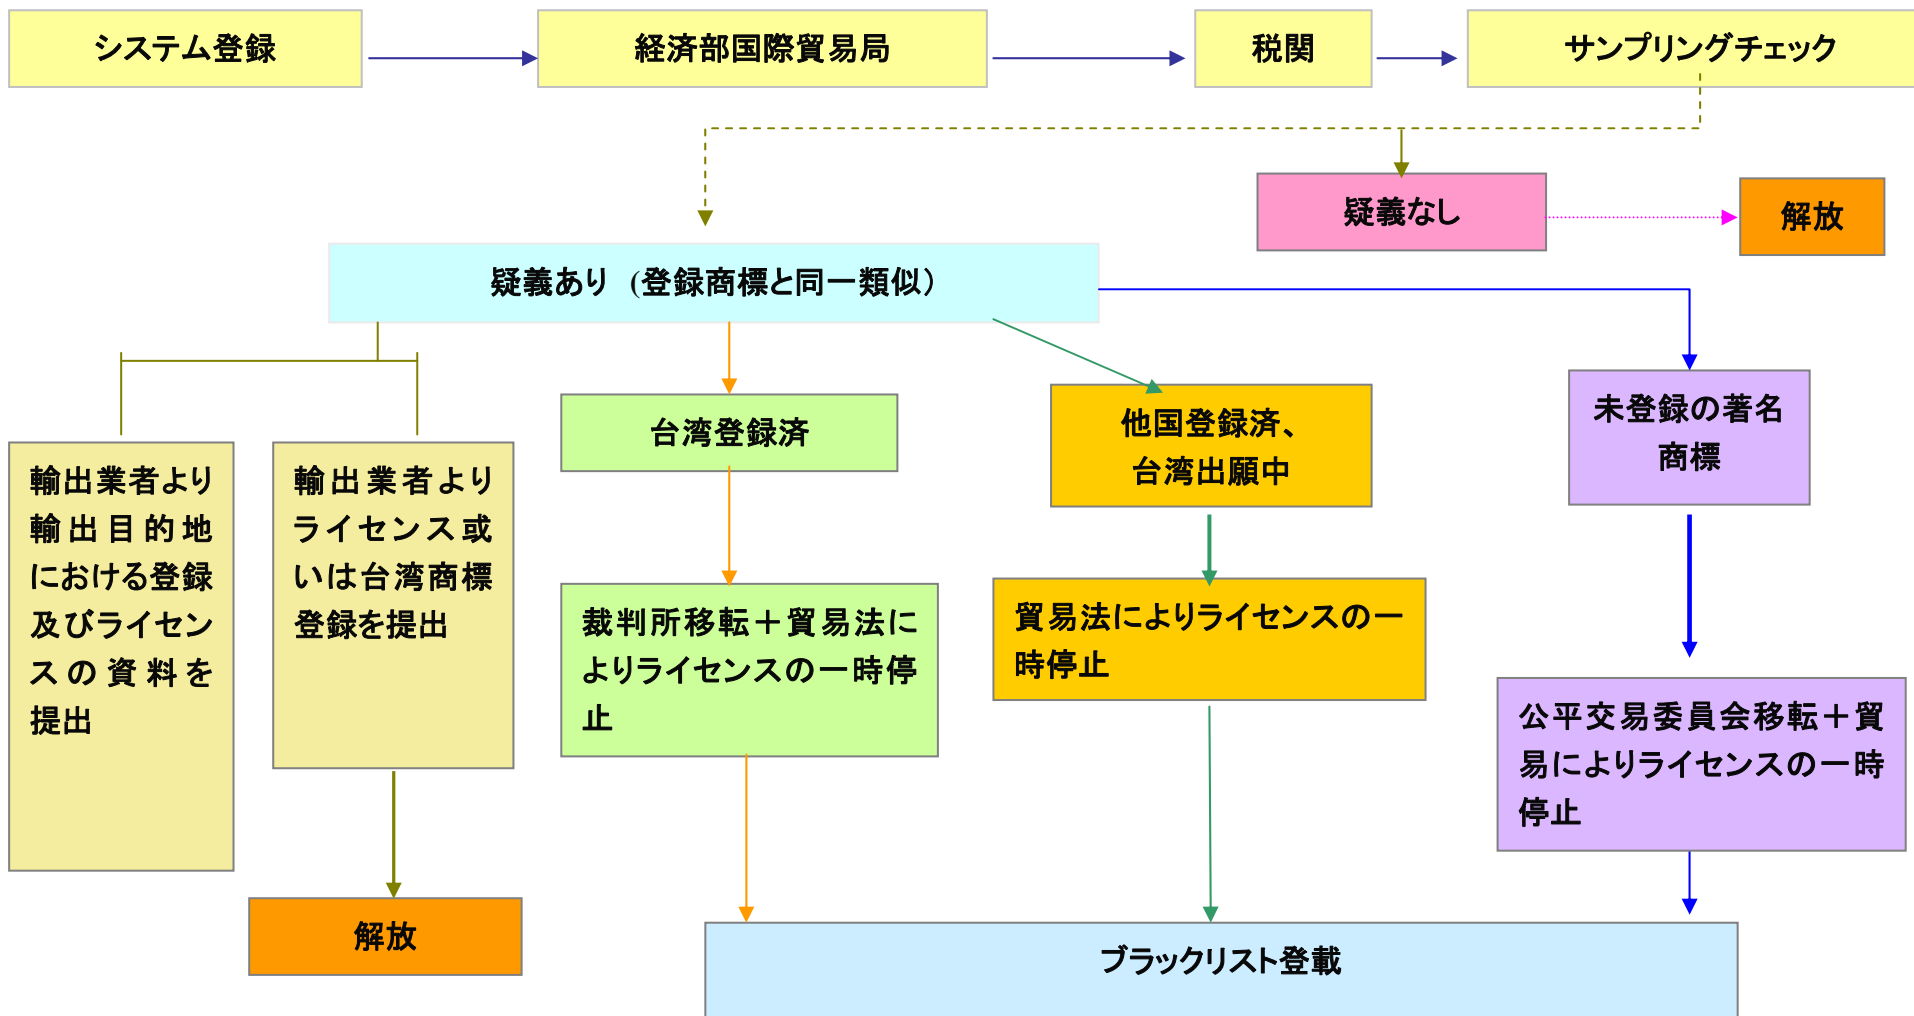 システム登録
経済部国際貿易局
税関
サンプリングチェック
疑義なし
解放
疑義あり (登録商標と同一類似)
台湾登録済
他国登録済、
台湾出願中
未登録の著名
商標
輸出業者より
輸出目的地
における登録
及びライセン
スの資料を
提出
輸出業者より
ライセンス或
いは台湾商標
登録を提出
裁判所移転+貿易法に
よりライセンスの一時停
止
貿易法によりライセンスの一
時停止
公平交易委員会移転+貿
易によりライセンスの一時
停止
解放
ブラックリスト登載